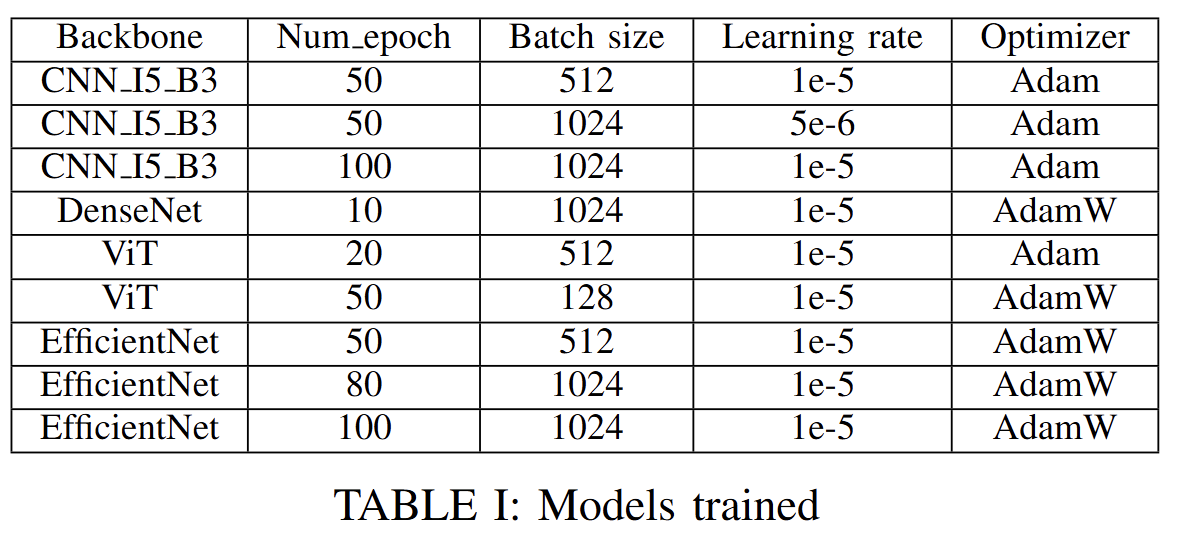 Backbone Num_epoch Batch size Learning rate Optimizer
CNN_I5_B3 50 512 1e-5 Adam
CNN_I5_B3 50 1024 5e-6 Adam
CNN_I5_B3 100 1024 1e-5 Adam
DenseNet 10 1024 1e-5 AdamW
ViT 20 512 1e-5 Adam
ViT 50 128 1e-5 AdamW
EfficientNet 50 512 1e-5 AdamW
EfficientNet 80 1024 1e-5 AdamW
EfficientNet 100 1024 1e-5 AdamW
TABLE I: Models trained